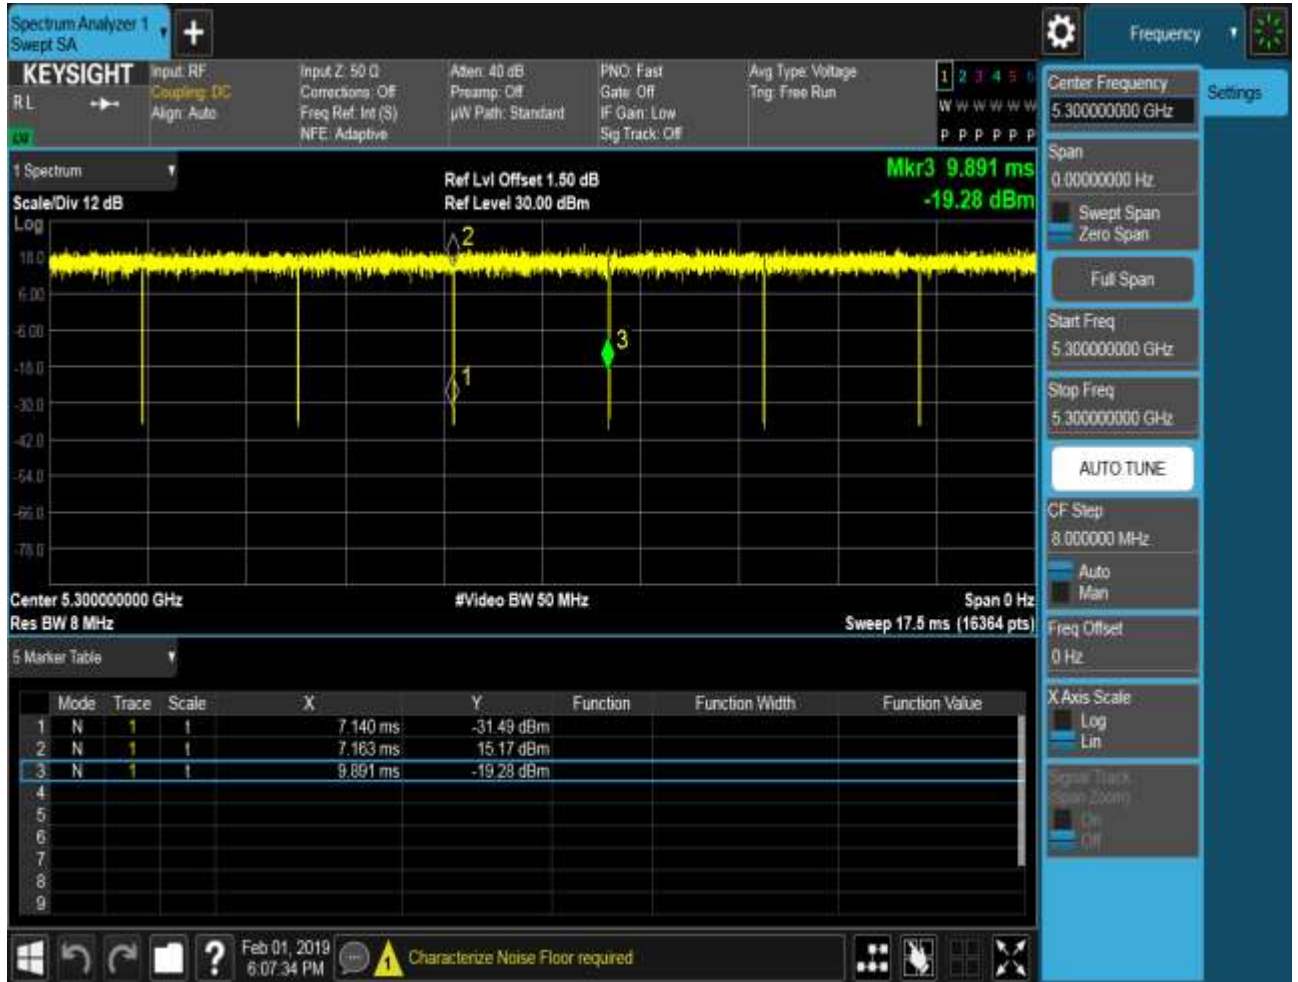 Spectrum Analyzer 1
Swept SA
+
Frequency
KEYSIGHT
RL
Input: RF
Coupling: DC
Align: Auto
Input Z: 50 Ω
Corrections: Off
Freq Ref: Int (S)
NFE: Adaptive
Atten: 40 dB
Preamp: Off
µW Path: Standard
PNO: Fast
Gate: Off
IF Gain: Low
Sig Track: Off
Avg Type: Voltage
Trig: Free Run
1 2 3 4 5 6
W W W W W W
P P P P P P
Center Frequency
5.300000000 GHz
Settings
Span
0.00000000 Hz
Swept Span
Zero Span
Full Span
Start Freq
5.300000000 GHz
Stop Freq
5.300000000 GHz
AUTO TUNE
CF Step
8.000000 MHz
Auto
Man
Freq Offset
0 Hz
X Axis Scale
Log
Lin
Signal Track
(Span Zoom)
On
Off
1 Spectrum
Scale/Div 12 dB
Ref Lvl Offset 1.50 dB
Ref Level 30.00 dBm
Mkr3 9.891 ms
-19.28 dBm
Log
18.0
6.00
-6.00
-18.0
-30.0
-42.0
-54.0
-66.0
-78.0
2
3
1
Center 5.300000000 GHz
#Video BW 50 MHz
Span 0 Hz
Res BW 8 MHz
Sweep 17.5 ms (16364 pts)
5 Marker Table
Mode Trace Scale X Y Function Function Width Function Value
1 N 1 t 7.140 ms -31.49 dBm
2 N 1 t 7.163 ms 15.17 dBm
3 N 1 t 9.891 ms -19.28 dBm
4
5
6
7
8
9
?
Feb 01, 2019
6:07:34 PM
1
Characterize Noise Floor required